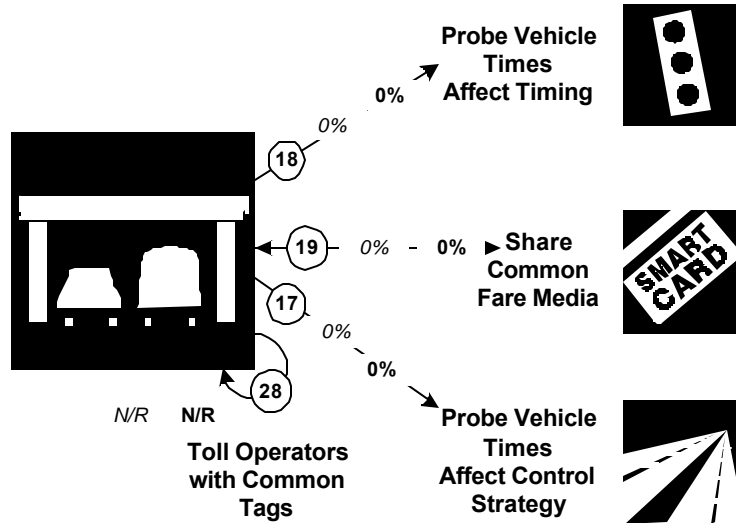 Probe Vehicle
Times
Affect Timing
0%
0%
18
19
0%
0%
Share
Common
Fare Media
SMART
CARD
17
0%
0%
28
N/R
N/R
Toll Operators
with Common
Tags
Probe Vehicle
Times
Affect Control
Strategy